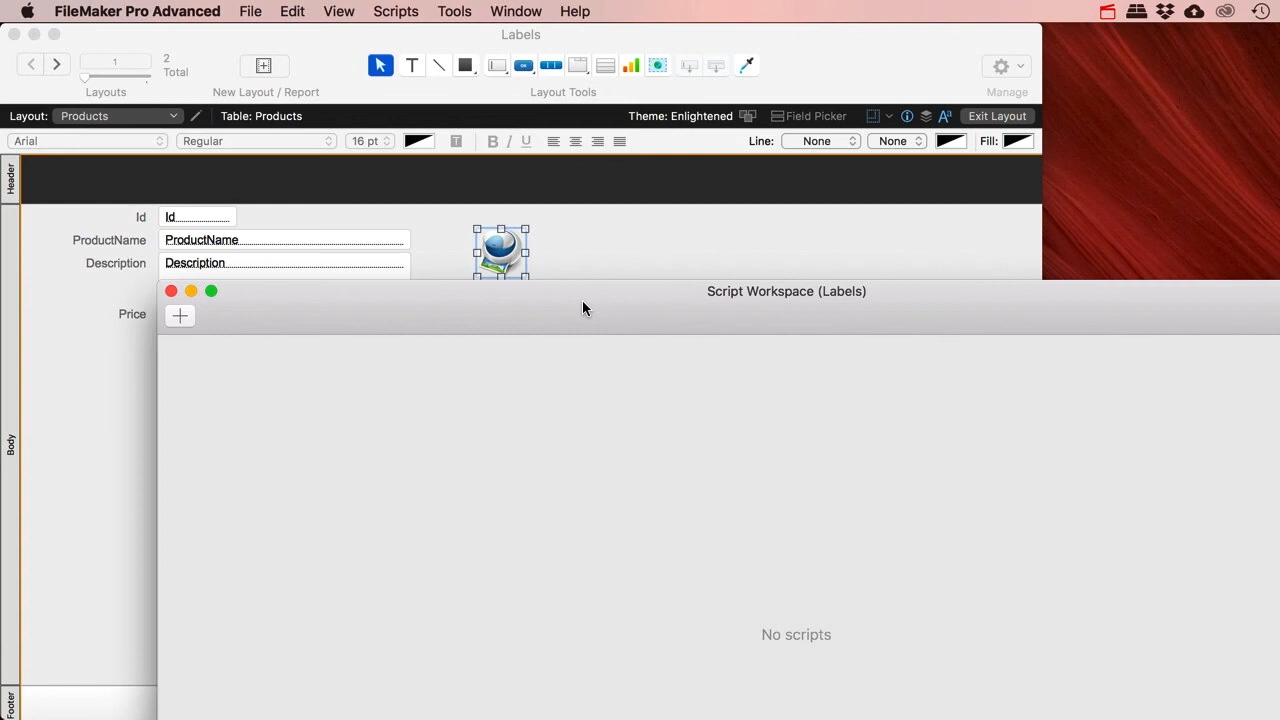 FileMaker Pro Advanced File Edit View Scripts Tools Window Help
Labels
1
2
Total
Layouts
New Layout / Report
Layout Tools
Manage
Layout: Products
Table: Products
Theme: Enlightened
Field Picker
Exit Layout
Arial
Regular
16 pt
B I U
Line: None
None
Fill:
Header
Id
Id
ProductName
ProductName
Description
Description
Price
Script Workspace (Labels)
No scripts
Body
Footer